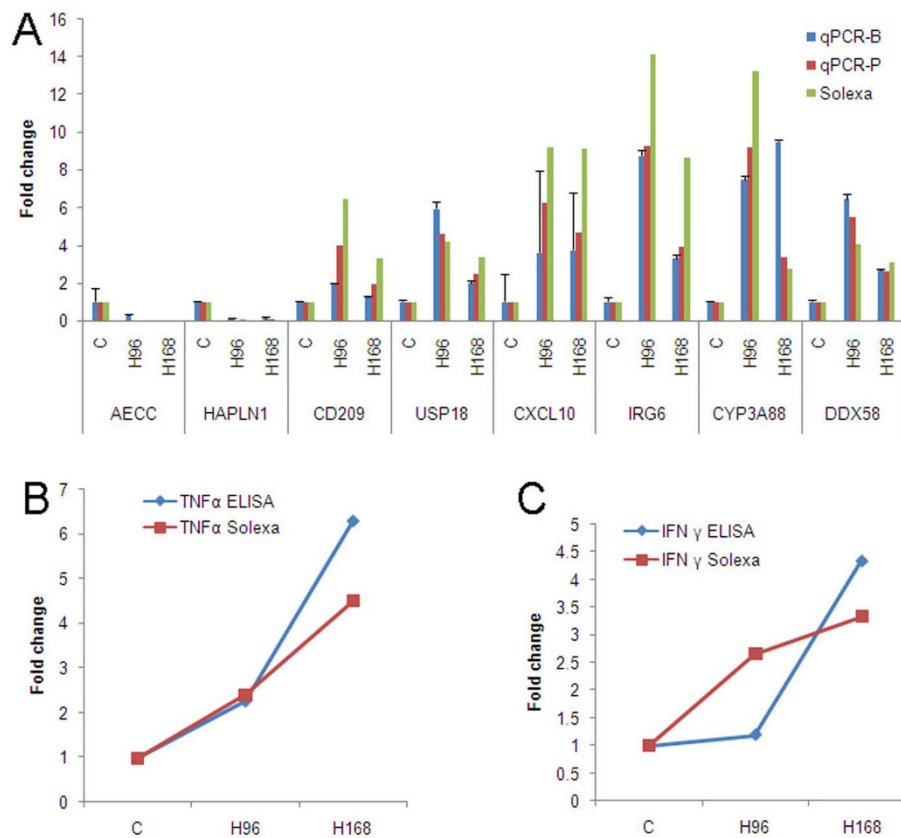 A
16
14
12
10
8
6
4
2
0
Fold change
qPCR-B
qPCR-P
Solexa
C H96 H168 C H96 H168 C H96 H168 C H96 H168 C H96 H168 C H96 H168 C H96 H168 C H96 H168
AECC HAPLN1 CD209 USP18 CXCL10 IRG6 CYP3A88 DDX58
B
7
6
5
4
3
2
1
0
Fold change
TNFα ELISA
TNFα Solexa
C H96 H168
C
5
4.5
4
3.5
3
2.5
2
1.5
1
0.5
0
Fold change
IFN γ ELISA
IFN γ Solexa
C H96 H168